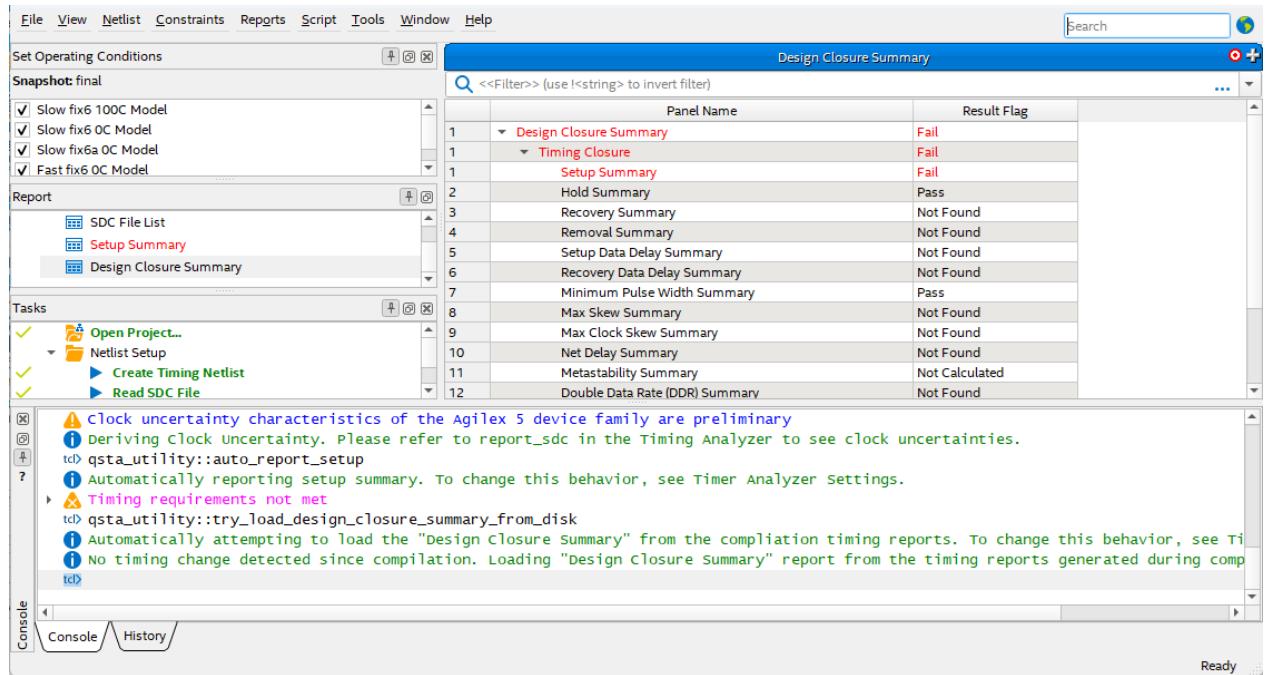 File View Netlist Constraints Reports Script Tools Window Help
Search
Set Operating Conditions
Snapshot: final
Slow fix6 100C Model
Slow fix6 0C Model
Slow fix6a 0C Model
Fast fix6 0C Model
Report
SDC File List
Setup Summary
Design Closure Summary
Tasks
Open Project...
Netlist Setup
Create Timing Netlist
Read SDC File
Design Closure Summary
<<Filter>> (use !<string> to invert filter)
...
Panel Name Result Flag
1 Design Closure Summary Fail
1 Timing Closure Fail
1 Setup Summary Fail
2 Hold Summary Pass
3 Recovery Summary Not Found
4 Removal Summary Not Found
5 Setup Data Delay Summary Not Found
6 Recovery Data Delay Summary Not Found
7 Minimum Pulse Width Summary Pass
8 Max Skew Summary Not Found
9 Max Clock Skew Summary Not Found
10 Net Delay Summary Not Found
11 Metastability Summary Not Calculated
12 Double Data Rate (DDR) Summary Not Found
Clock uncertainty characteristics of the Agilex 5 device family are preliminary
Deriving Clock Uncertainty. Please refer to report_sdc in the Timing Analyzer to see clock uncertainties.
tcl> qsta_utility::auto_report_setup
Automatically reporting setup summary. To change this behavior, see Timer Analyzer Settings.
Timing requirements not met
tcl> qsta_utility::try_load_design_closure_summary_from_disk
Automatically attempting to load the "Design Closure Summary" from the compliation timing reports. To change this behavior, see Ti
No timing change detected since compilation. Loading "Design Closure Summary" report from the timing reports generated during comp
tcl>
Console
Console History
Ready